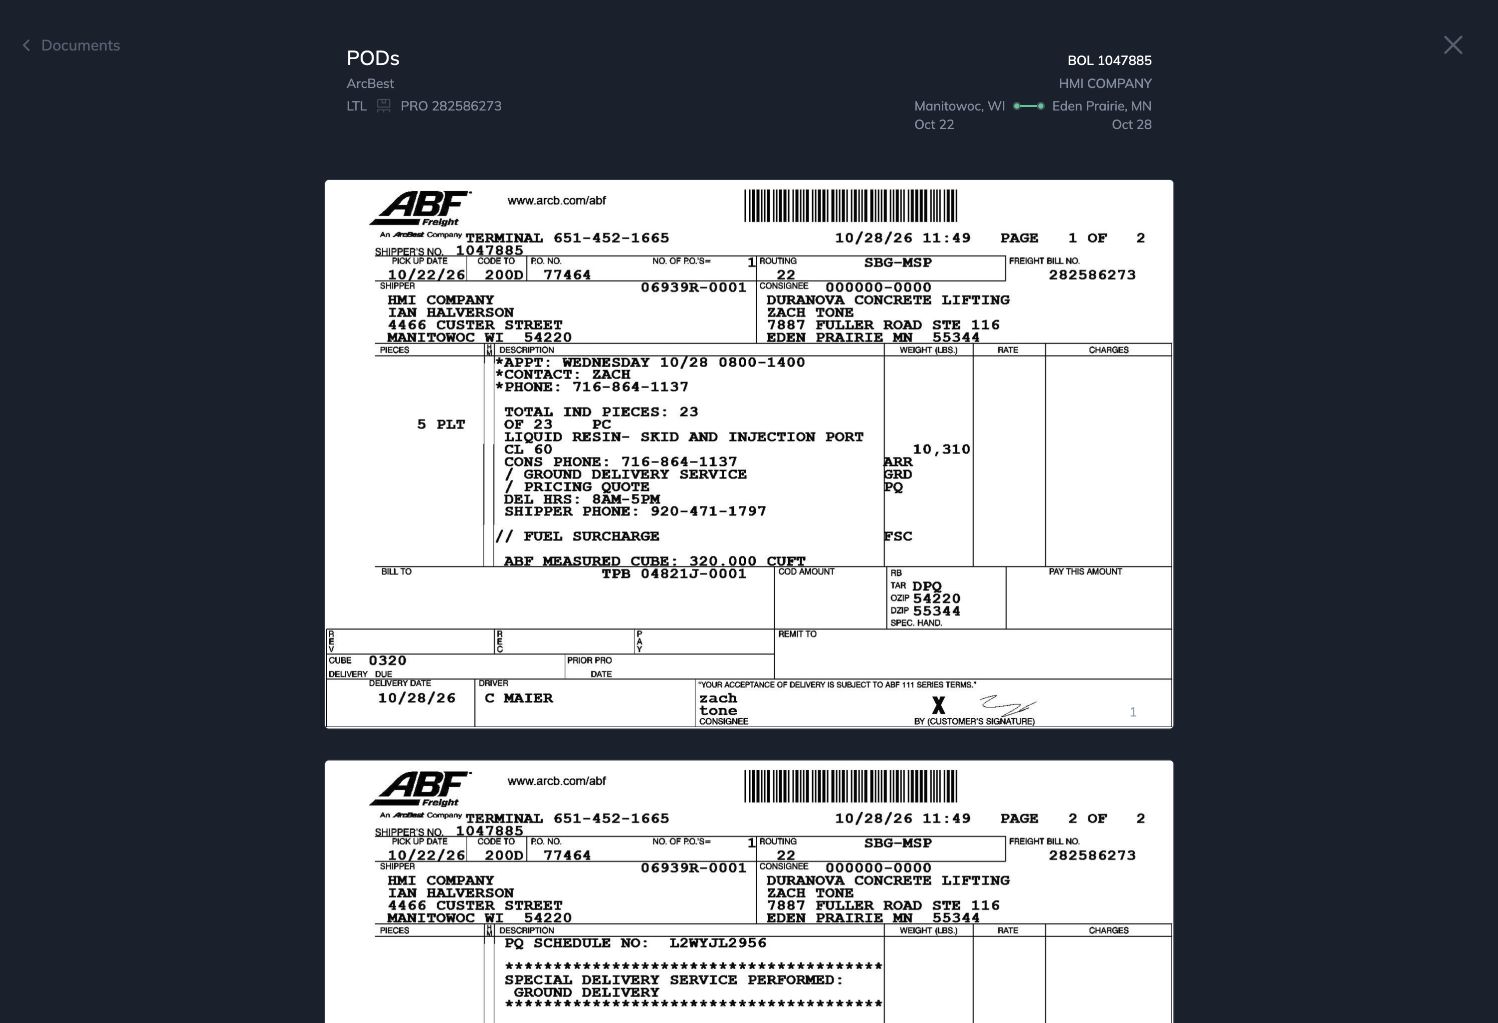 Documents
PODs
BOL 1047885
ArcBest
HMI COMPANY
LTL PRO 282586273
Manitowoc, WI Eden Prairie, MN
Oct 22 Oct 28
ABF Freight
An ArcBest Company
www.arcb.com/abf
TERMINAL 651-452-1665 10/28/26 11:49 PAGE 1 OF 2
SHIPPER'S NO. 1047885
PICK UP DATE CODE TO P.O. NO. NO. OF P.O.'S= 1 ROUTING SBG-MSP FREIGHT BILL NO.
10/22/26 200D 77464 22 282586273
SHIPPER 06939R-0001 CONSIGNEE 000000-0000
HMI COMPANY DURANOVA CONCRETE LIFTING
IAN HALVERSON ZACH TONE
4466 CUSTER STREET 7887 FULLER ROAD STE 116
MANITOWOC WI 54220 EDEN PRAIRIE MN 55344
PIECES HM DESCRIPTION WEIGHT (LBS.) RATE CHARGES
*APPT: WEDNESDAY 10/28 0800-1400
*CONTACT: ZACH
*PHONE: 716-864-1137
TOTAL IND PIECES: 23
5 PLT OF 23 PC
LIQUID RESIN- SKID AND INJECTION PORT
CL 60 10,310
CONS PHONE: 716-864-1137 ARR
/ GROUND DELIVERY SERVICE GRD
/ PRICING QUOTE PQ
DEL HRS: 8AM-5PM
SHIPPER PHONE: 920-471-1797
// FUEL SURCHARGE FSC
ABF MEASURED CUBE: 320.000 CUFT
BILL TO TPB 04821J-0001 COD AMOUNT RB PAY THIS AMOUNT
TAR DPQ
OZIP 54220
DZIP 55344
SPEC. HAND.
REV REC PAY REMIT TO
CUBE 0320 PRIOR PRO
DELIVERY DUE DATE
DELIVERY DATE DRIVER "YOUR ACCEPTANCE OF DELIVERY IS SUBJECT TO ABF 111 SERIES TERMS."
10/28/26 C MAIER zach
tone X 1
CONSIGNEE BY (CUSTOMER'S SIGNATURE)
ABF Freight
An ArcBest Company
www.arcb.com/abf
TERMINAL 651-452-1665 10/28/26 11:49 PAGE 2 OF 2
SHIPPER'S NO. 1047885
PICK UP DATE CODE TO P.O. NO. NO. OF P.O.'S= 1 ROUTING SBG-MSP FREIGHT BILL NO.
10/22/26 200D 77464 22 282586273
SHIPPER 06939R-0001 CONSIGNEE 000000-0000
HMI COMPANY DURANOVA CONCRETE LIFTING
IAN HALVERSON ZACH TONE
4466 CUSTER STREET 7887 FULLER ROAD STE 116
MANITOWOC WI 54220 EDEN PRAIRIE MN 55344
PIECES HM DESCRIPTION WEIGHT (LBS.) RATE CHARGES
PQ SCHEDULE NO: L2WYJL2956
***************************************
SPECIAL DELIVERY SERVICE PERFORMED:
GROUND DELIVERY
***************************************